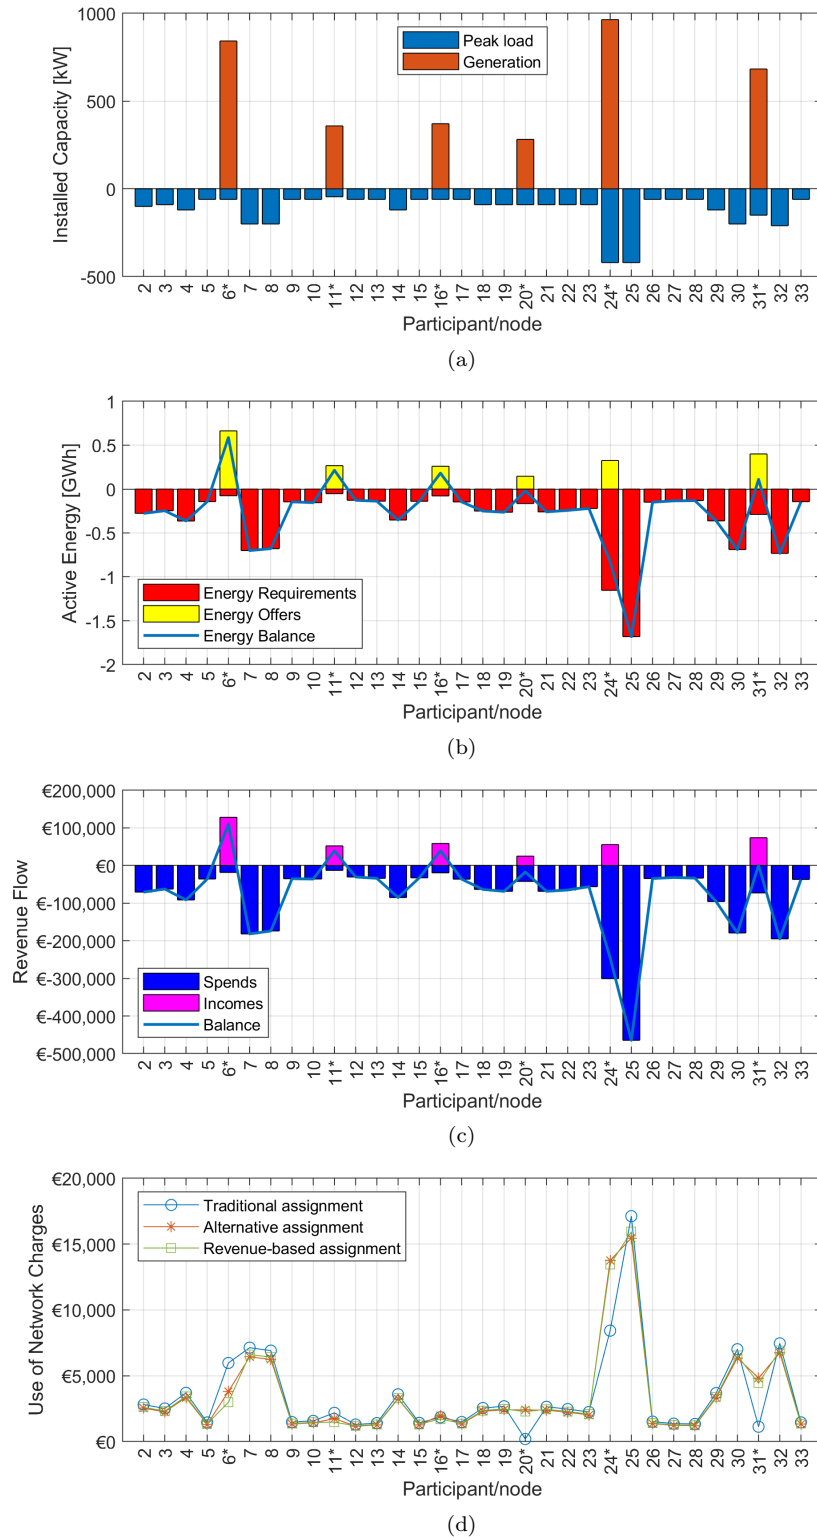 1000
500
0
-500
Installed Capacity [kW]
Peak load
Generation
2 3 4 5 6* 7 8 9 10 11* 12 13 14 15 16* 17 18 19 20* 21 22 23 24* 25 26 27 28 29 30 31* 32 33
Participant/node
(a)
1
0.5
0
-0.5
-1
-1.5
-2
Active Energy [GWh]
Energy Requirements
Energy Offers
Energy Balance
2 3 4 5 6* 7 8 9 10 11* 12 13 14 15 16* 17 18 19 20* 21 22 23 24* 25 26 27 28 29 30 31* 32 33
Participant/node
(b)
€200,000
€100,000
€0
€-100,000
€-200,000
€-300,000
€-400,000
€-500,000
Revenue Flow
Spends
Incomes
Balance
2 3 4 5 6* 7 8 9 10 11* 12 13 14 15 16* 17 18 19 20* 21 22 23 24* 25 26 27 28 29 30 31* 32 33
Participant/node
(c)
€20,000
€15,000
€10,000
€5,000
€0
Use of Network Charges
Traditional assignment
Alternative assignment
Revenue-based assignment
2 3 4 5 6* 7 8 9 10 11* 12 13 14 15 16* 17 18 19 20* 21 22 23 24* 25 26 27 28 29 30 31* 32 33
Participant/node
(d)